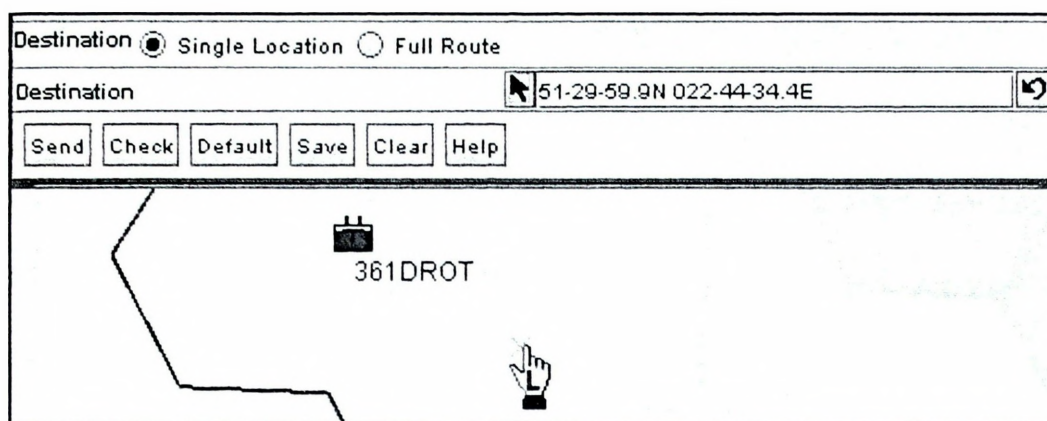 Destination Single Location Full Route
Destination 51-29-59.9N 022-44-34.4E
Send Check Default Save Clear Help
361DROT
L